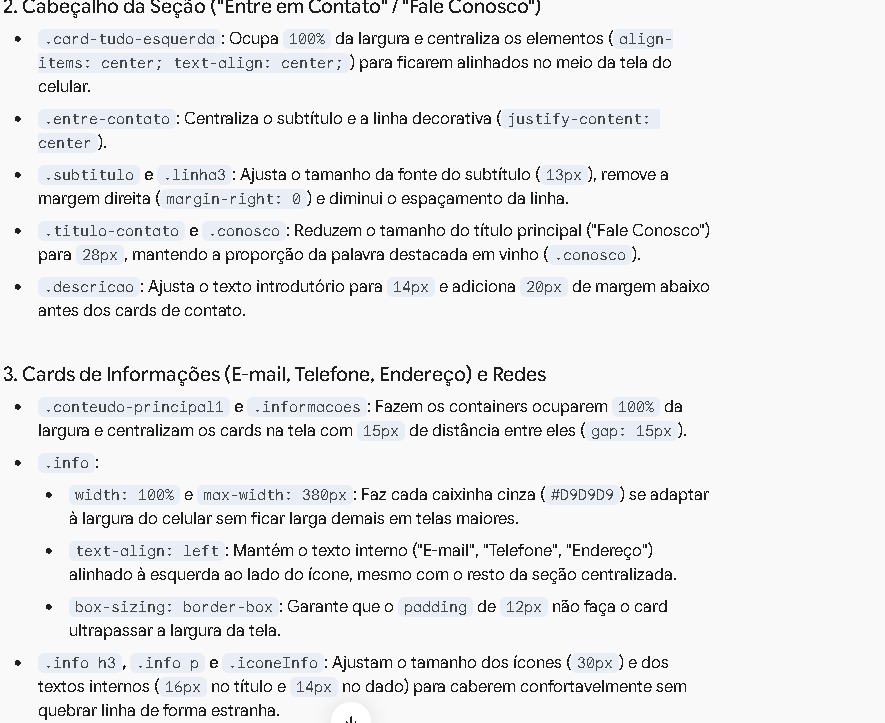 2. Cabeçalho da Seção ("Entre em Contato" / "Fale Conosco")
.card-tudo-esquerda : Ocupa 100% da largura e centraliza os elementos ( align-
items: center; text-align: center; ) para ficarem alinhados no meio da tela do
celular.
.entre-contato : Centraliza o subtítulo e a linha decorativa ( justify-content:
center ).
.subtitulo e .linha3 : Ajusta o tamanho da fonte do subtítulo ( 13px ), remove a
margem direita ( margin-right: 0 ) e diminui o espaçamento da linha.
.titulo-contato e .conosco : Reduzem o tamanho do título principal ("Fale Conosco")
para 28px , mantendo a proporção da palavra destacada em vinho ( .conosco ).
.descricao : Ajusta o texto introdutório para 14px e adiciona 20px de margem abaixo
antes dos cards de contato.
3. Cards de Informações (E-mail, Telefone, Endereço) e Redes
.conteudo-principal1 e .informacoes : Fazem os containers ocuparem 100% da
largura e centralizam os cards na tela com 15px de distância entre eles ( gap: 15px ).
.info :
width: 100% e max-width: 380px : Faz cada caixinha cinza ( #D9D9D9 ) se adaptar
à largura do celular sem ficar larga demais em telas maiores.
text-align: left : Mantém o texto interno ("E-mail", "Telefone", "Endereço")
alinhado à esquerda ao lado do ícone, mesmo com o resto da seção centralizada.
box-sizing: border-box : Garante que o padding de 12px não faça o card
ultrapassar a largura da tela.
.info h3 , .info p e .iconeInfo : Ajustam o tamanho dos ícones ( 30px ) e dos
textos internos ( 16px no título e 14px no dado) para caberem confortavelmente sem
quebrar linha de forma estranha.